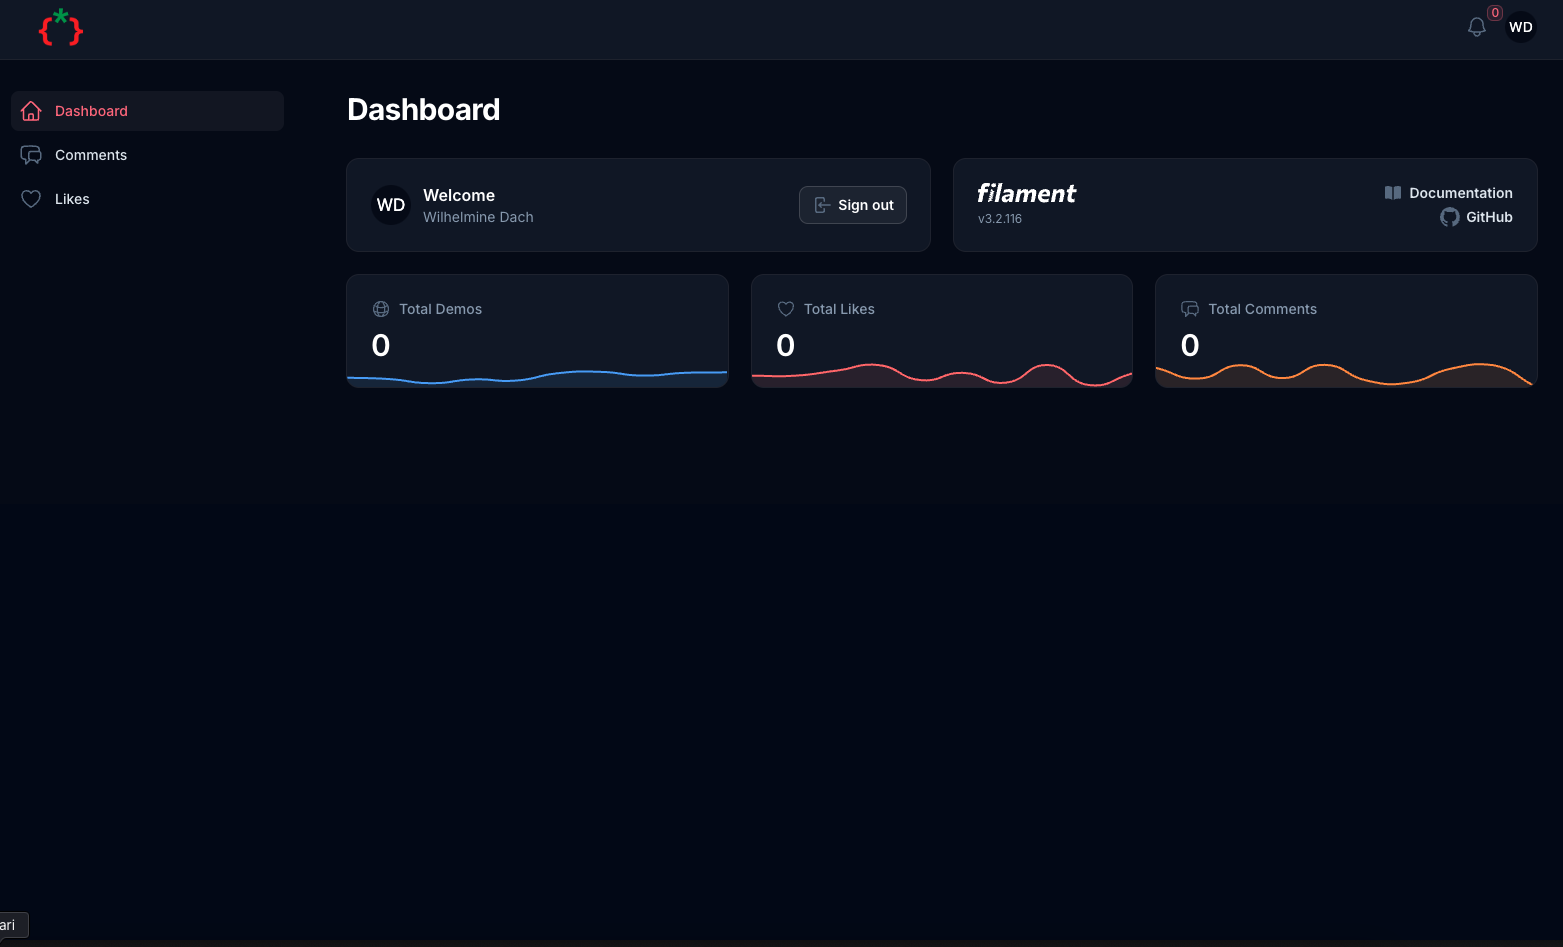 0
WD
Dashboard
Comments
Likes
Dashboard
WD
Welcome
Wilhelmine Dach
Sign out
filament
v3.2.116
Documentation
GitHub
Total Demos
0
Total Likes
0
Total Comments
0
ari